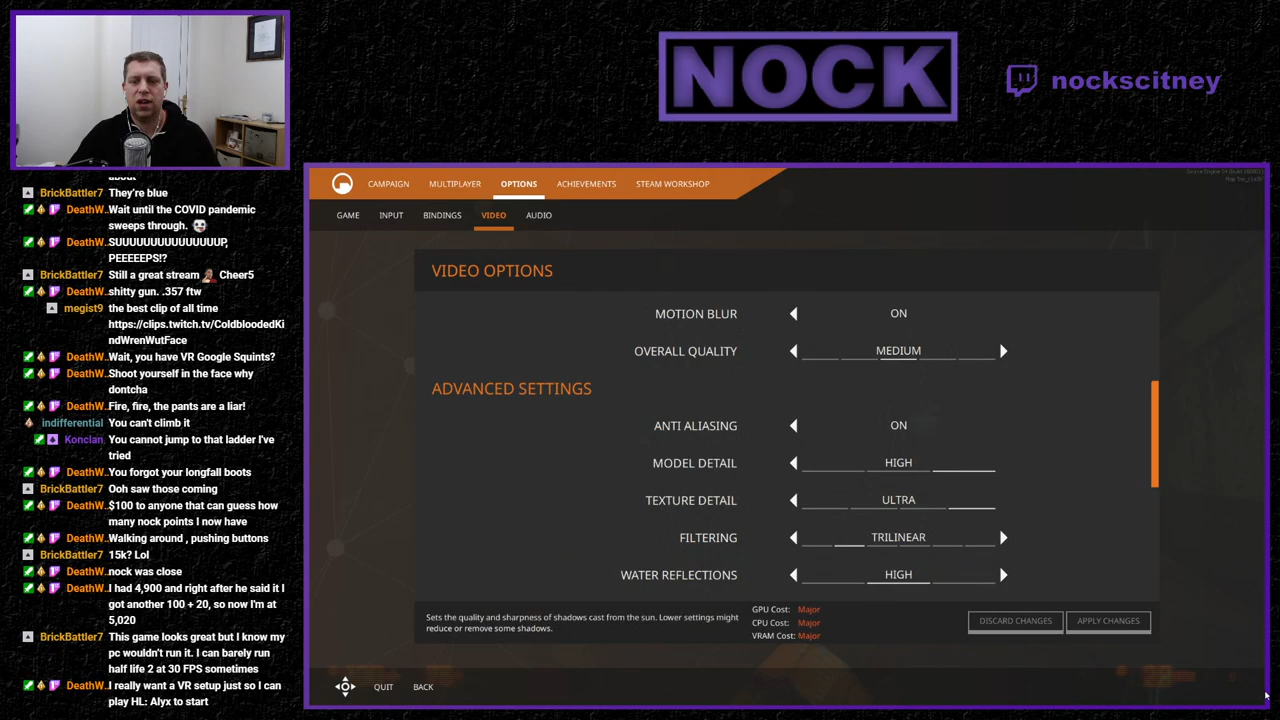 NOCK
nockscitney
about
BrickBattler7 They're blue
DeathW.. Wait until the COVID pandemic
sweeps through.
DeathW.. SUUUUUUUUUUUUUUUP,
PEEEEEPS!!?
BrickBattler7 Still a great stream Cheer5
DeathW.. shitty gun. .357 ftw
megist9 the best clip of all time
https://clips.twitch.tv/ColdbloodedKi
ndWrenWutFace
DeathW.. Wait, you have VR Google Squints?
DeathW.. Shoot yourself in the face why
dontcha
DeathW.. Fire, fire, the pants are a liar!
indifferential You can't climb it
Konclan. You cannot jump to that ladder I've
tried
DeathW.. You forgot your longfall boots
BrickBattler7 Ooh saw those coming
DeathW.. $100 to anyone that can guess how
many nock points I now have
DeathW.. Walking around , pushing buttons
BrickBattler7 15k? Lol
DeathW.. nock was close
DeathW.. I had 4,900 and right after he said it I
got another 100 + 20, so now I'm at
5,020
BrickBattler7 This game looks great but I know my
pc wouldn't run it. I can barely run
half life 2 at 30 FPS sometimes
DeathW.. I really want a VR setup just so I can
play HL: Alyx to start
CAMPAIGN MULTIPLAYER OPTIONS ACHIEVEMENTS STEAM WORKSHOP
GAME INPUT BINDINGS VIDEO AUDIO
VIDEO OPTIONS
MOTION BLUR ON
OVERALL QUALITY MEDIUM
ADVANCED SETTINGS
ANTI ALIASING ON
MODEL DETAIL HIGH
TEXTURE DETAIL ULTRA
FILTERING TRILINEAR
WATER REFLECTIONS HIGH
Sets the quality and sharpness of shadows cast from the sun. Lower settings might
reduce or remove some shadows.
GPU Cost: Major
CPU Cost: Major
VRAM Cost: Major
DISCARD CHANGES APPLY CHANGES
QUIT BACK